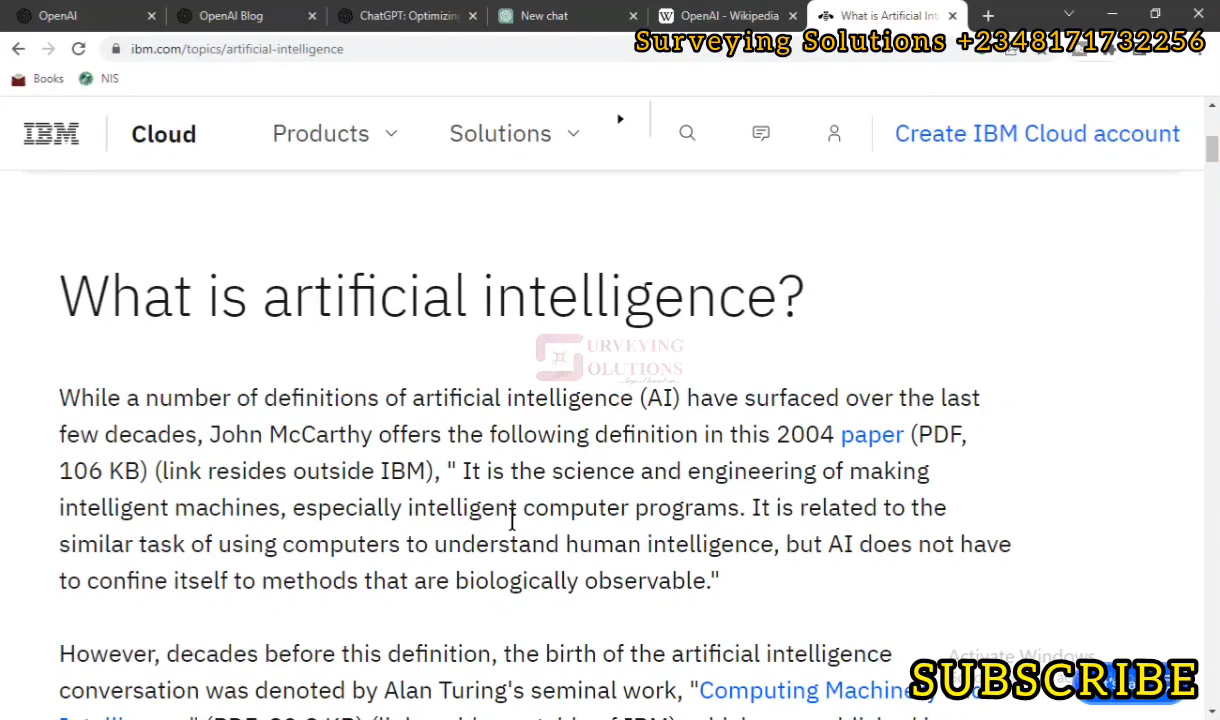 OpenAI
OpenAI Blog
ChatGPT: Optimizing
New chat
OpenAI - Wikipedia
What is Artificial Int
ibm.com/topics/artificial-intelligence
Surveying Solutions +2348171732256
Books
NIS
IBM
Cloud
Products
Solutions
Create IBM Cloud account
What is artificial intelligence?
SURVEYING
SOLUTIONS
While a number of definitions of artificial intelligence (AI) have surfaced over the last
few decades, John McCarthy offers the following definition in this 2004 paper (PDF,
106 KB) (link resides outside IBM), " It is the science and engineering of making
intelligent machines, especially intelligent computer programs. It is related to the
similar task of using computers to understand human intelligence, but AI does not have
to confine itself to methods that are biologically observable."
However, decades before this definition, the birth of the artificial intelligence
Activate Windows
conversation was denoted by Alan Turing's seminal work, "Computing Machinery
SUBSCRIBE